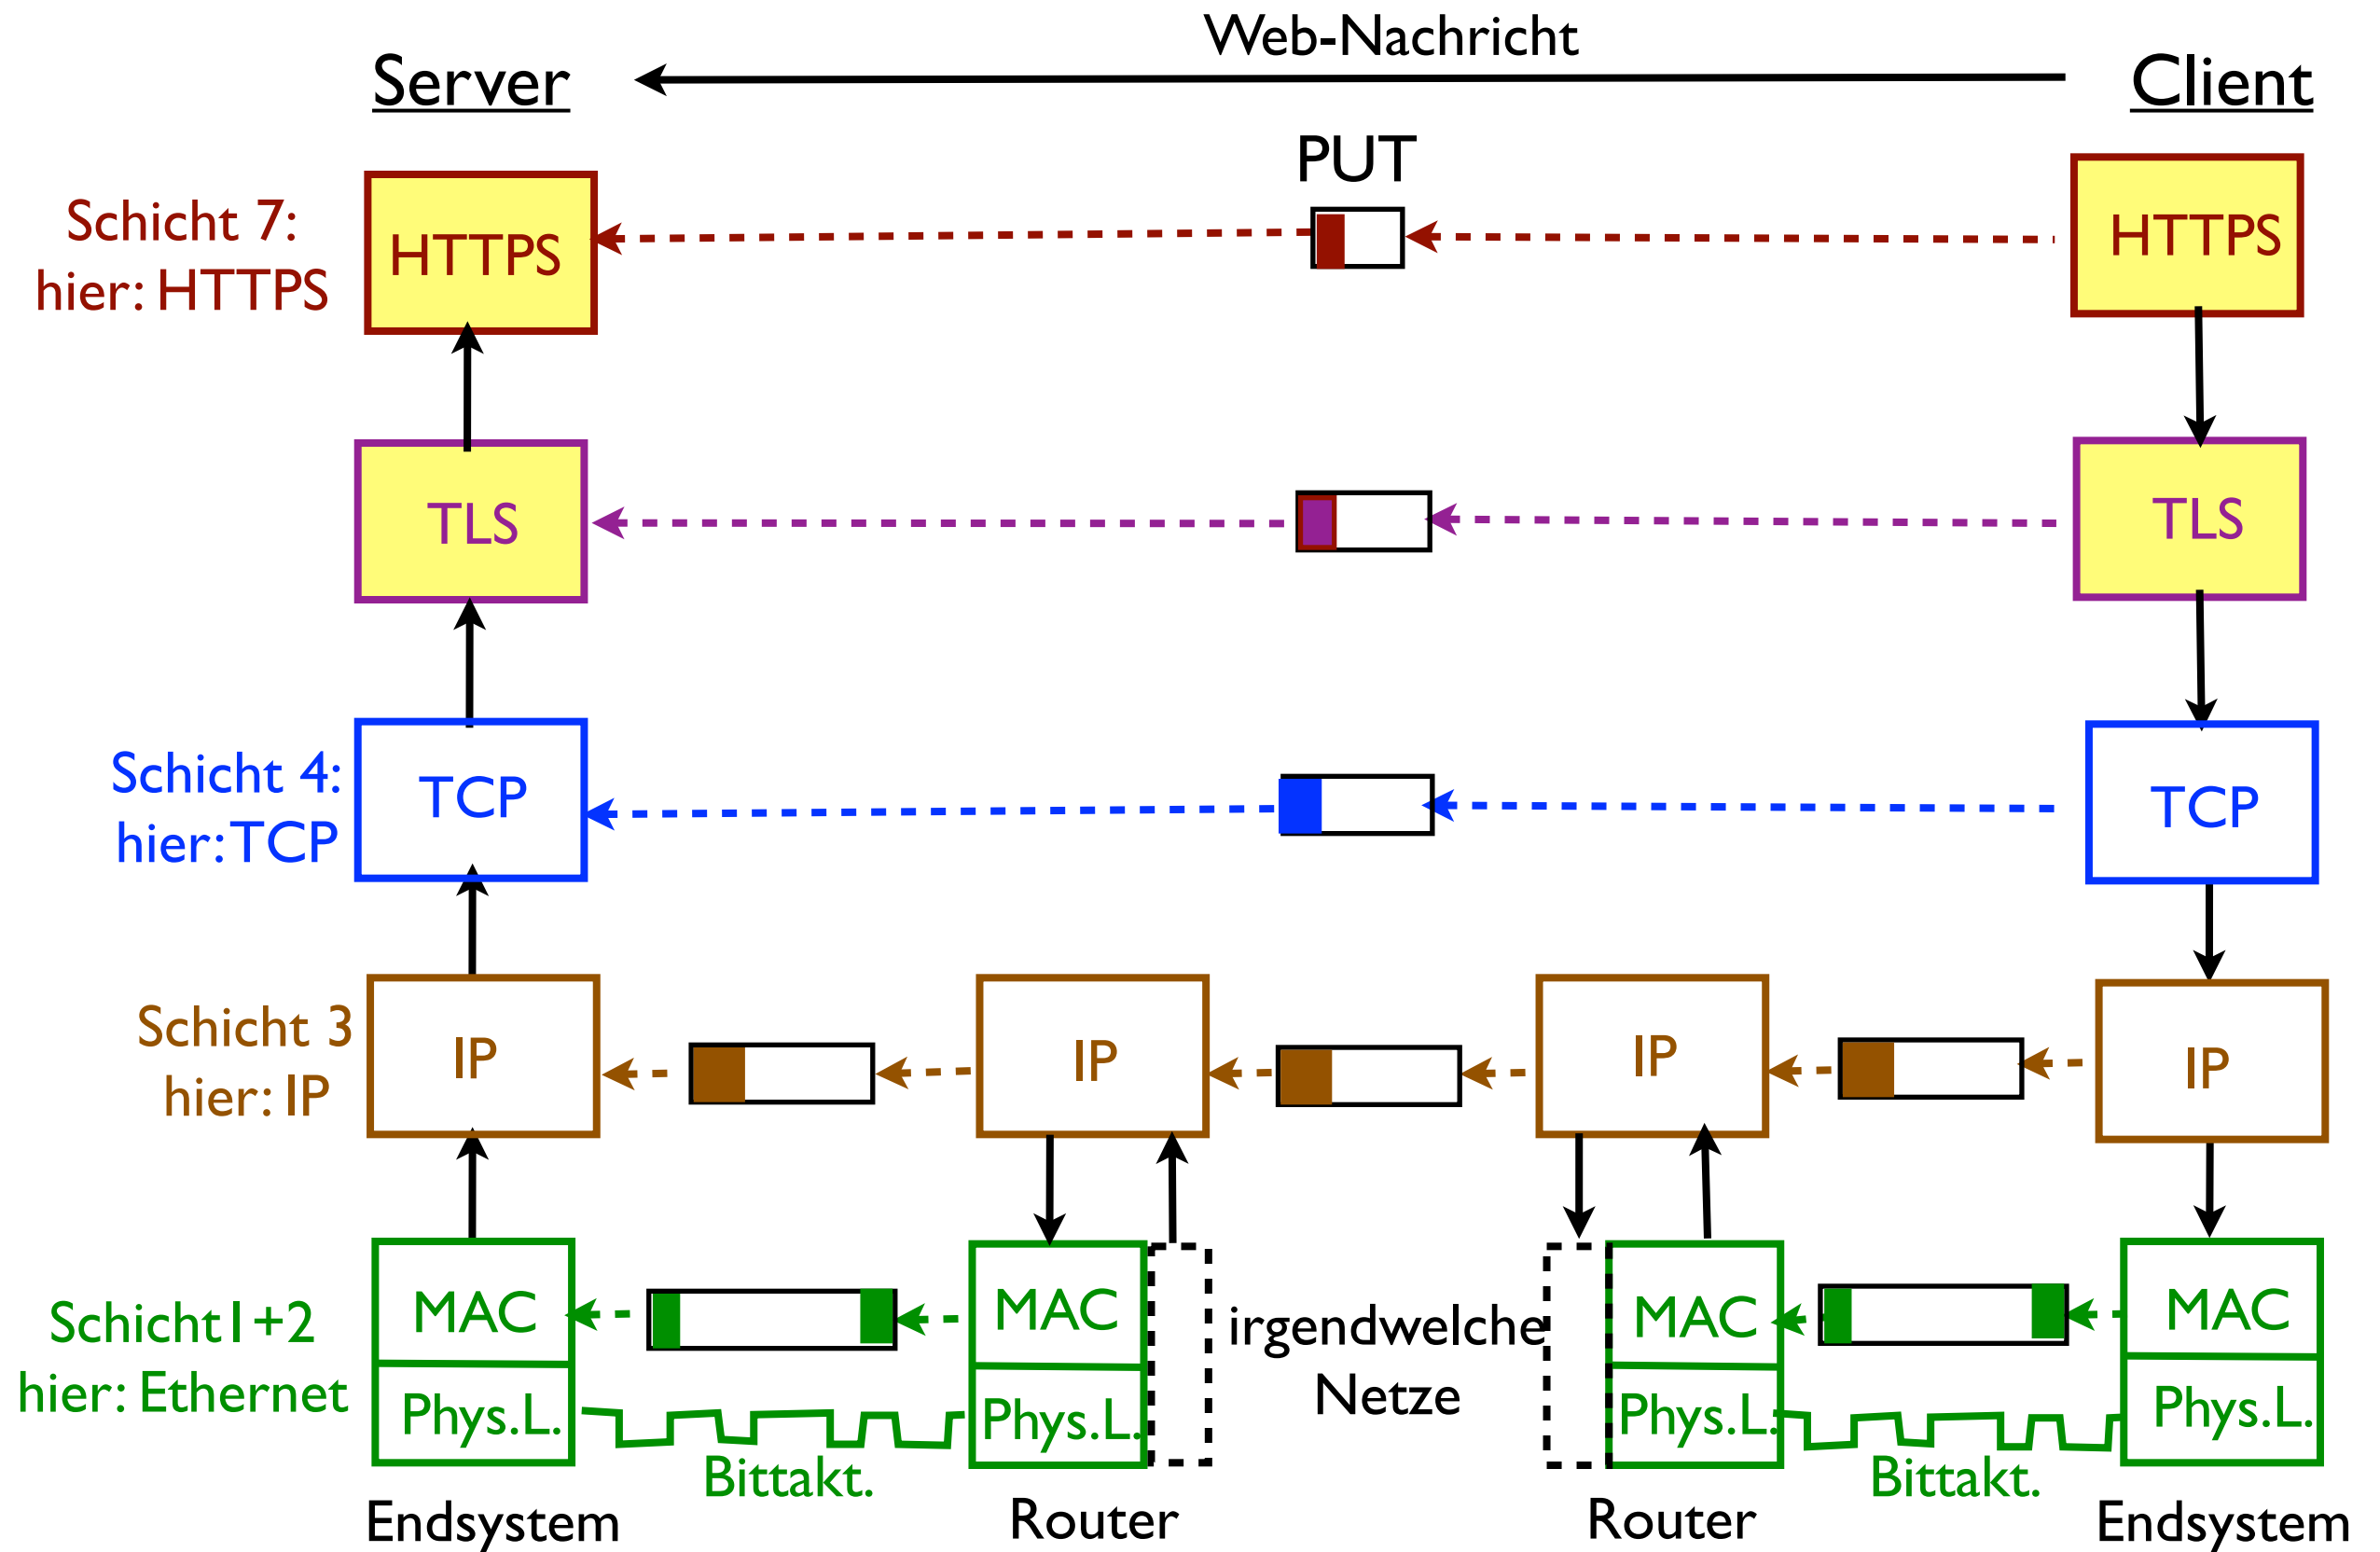 Web-Nachricht
Server
Client
PUT
Schicht 7:
hier: HTTPS
HTTPS
HTTPS
TLS
TLS
Schicht 4:
hier: TCP
TCP
TCP
Schicht 3
hier: IP
IP
IP
IP
IP
Schicht1+2
hier: Ethernet
MAC
MAC
irgendwelche
Netze
MAC
MAC
Phys.L.
Phys.L.
Phys.L.
Phys.L.
Bittakt.
Bittakt.
Endsystem
Router
Router
Endsystem